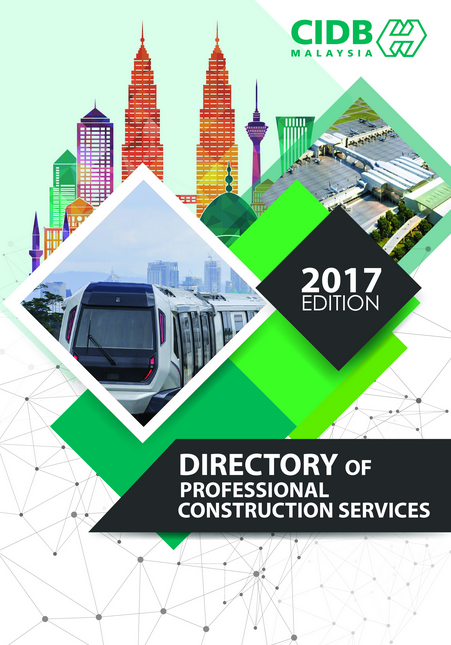 CIDB
MALAYSIA
2017
EDITION
DIRECTORY OF
PROFESSIONAL
CONSTRUCTION SERVICES